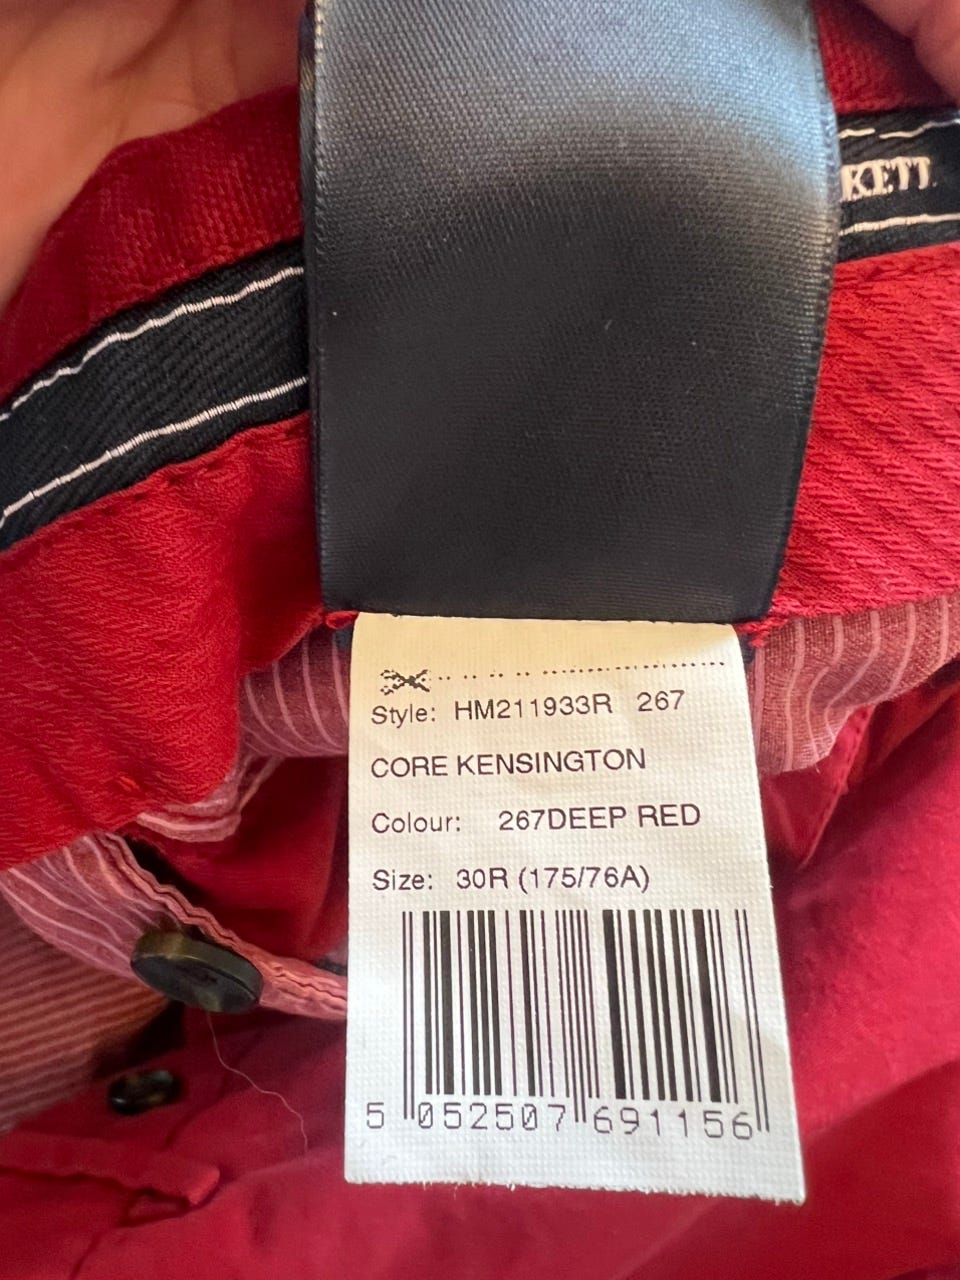 KETT
Style: HM211933R 267
CORE KENSINGTON
Colour: 267DEEP RED
Size: 30R (175/76A)
5 052507 691156